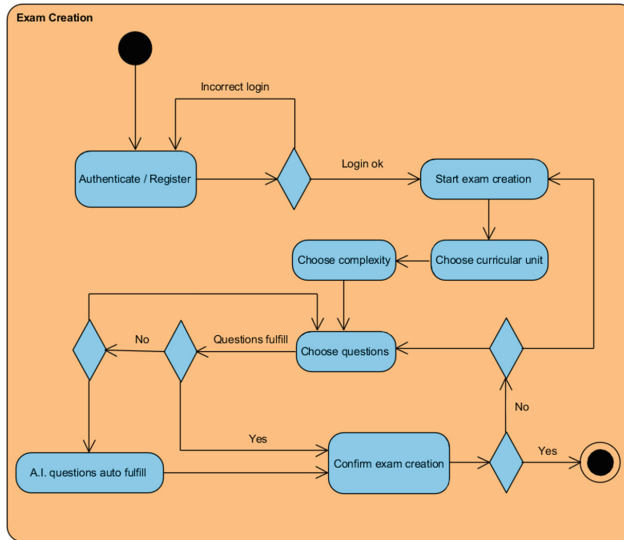 Exam Creation
Incorrect login
Authenticate / Register
Login ok
Start exam creation
Choose complexity
Choose curricular unit
No
Questions fulfill
Choose questions
No
Yes
A.I. questions auto fulfill
Confirm exam creation
Yes